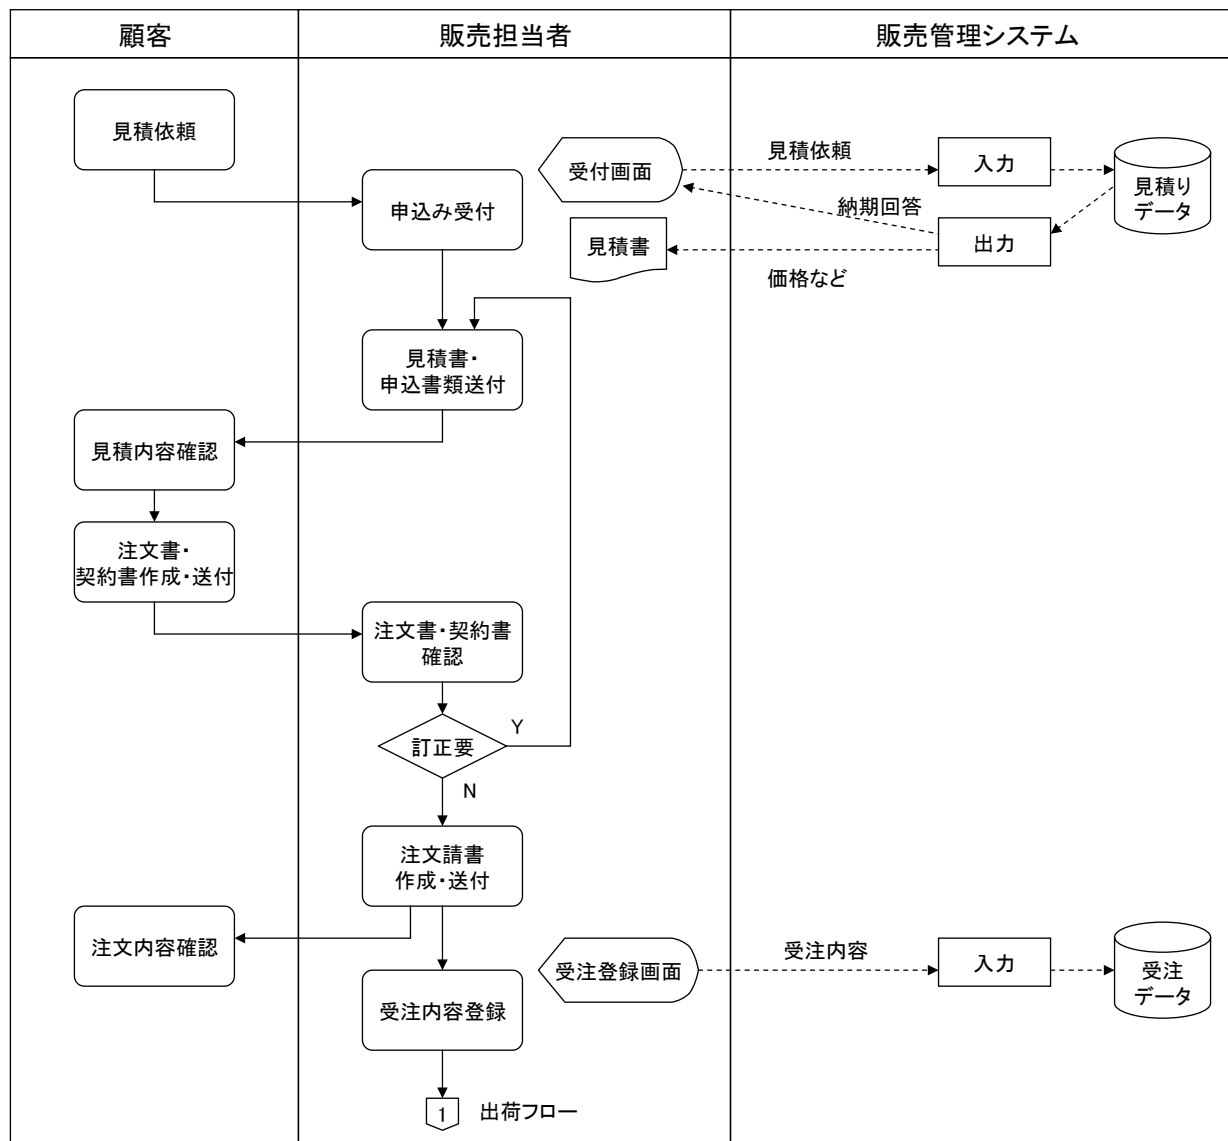 顧客
販売担当者
販売管理システム
見積依頼
申込み受付
受付画面
見積依頼
入力
見積り
データ
納期回答
見積書
出力
価格など
見積書・
申込書類送付
見積内容確認
注文書・
契約書作成・送付
注文書・契約書
確認
訂正要
Y
N
注文請書
作成・送付
注文内容確認
受注登録画面
受注内容
入力
受注
データ
受注内容登録
1
出荷フロー